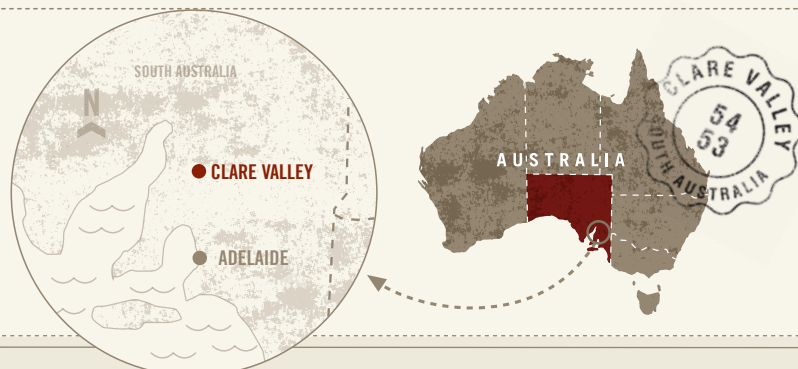 SOUTH AUSTRALIA
N
CLARE VALLEY
ADELAIDE
AUSTRALIA
CLARE VALLEY
54
53
SOUTH AUSTRALIA